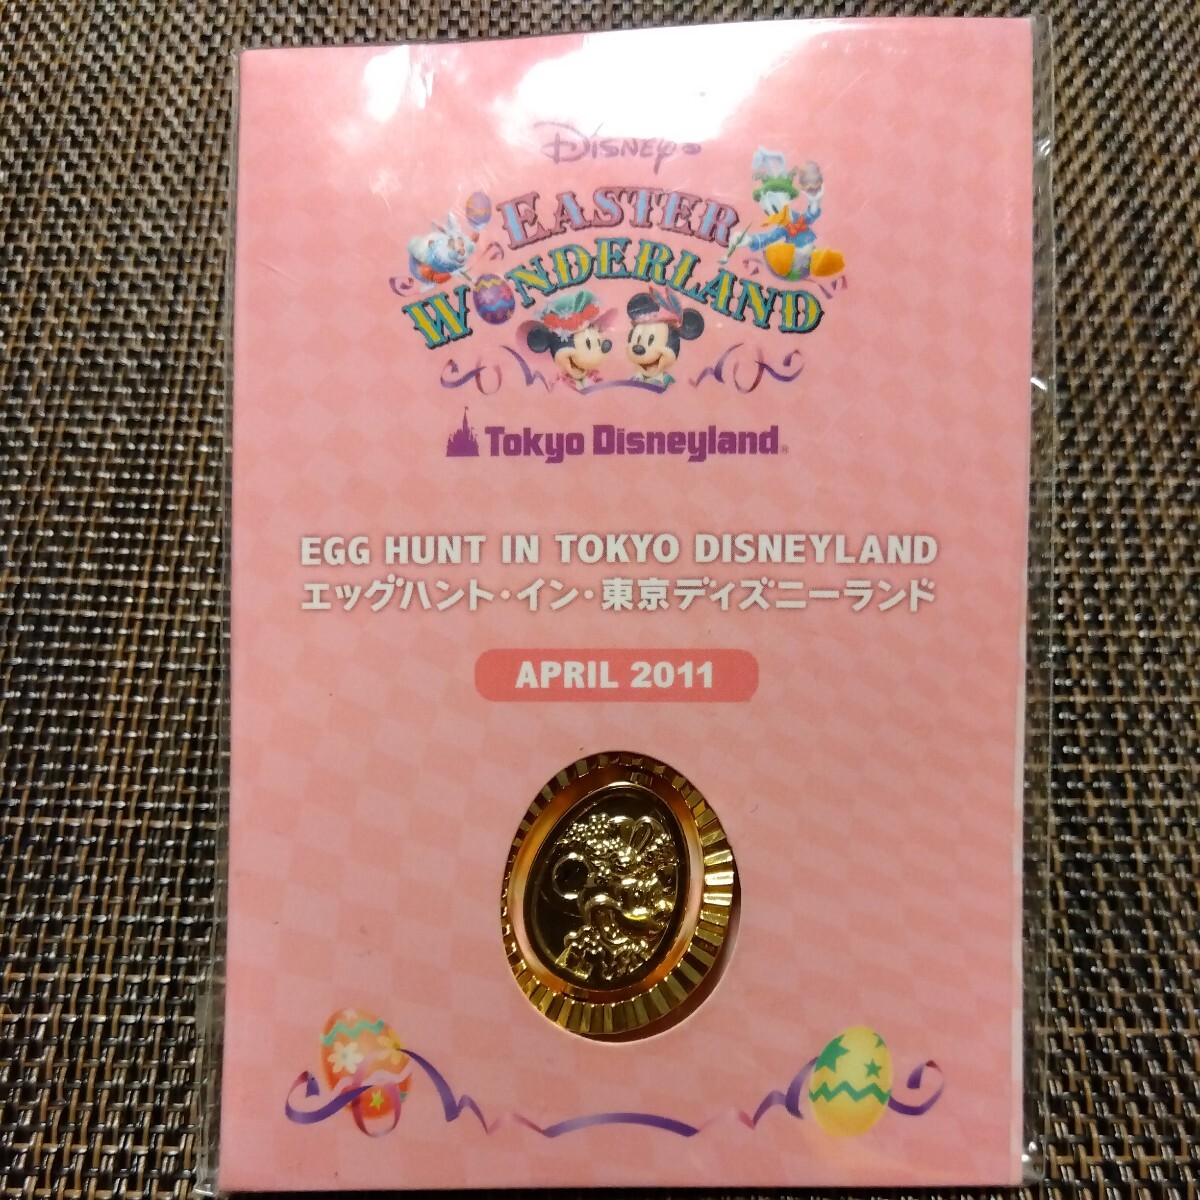 Disney
EASTER
WONDERLAND
Tokyo Disneyland®
EGG HUNT IN TOKYO DISNEYLAND
エッグハント・イン・東京ディズニーランド
APRIL 2011